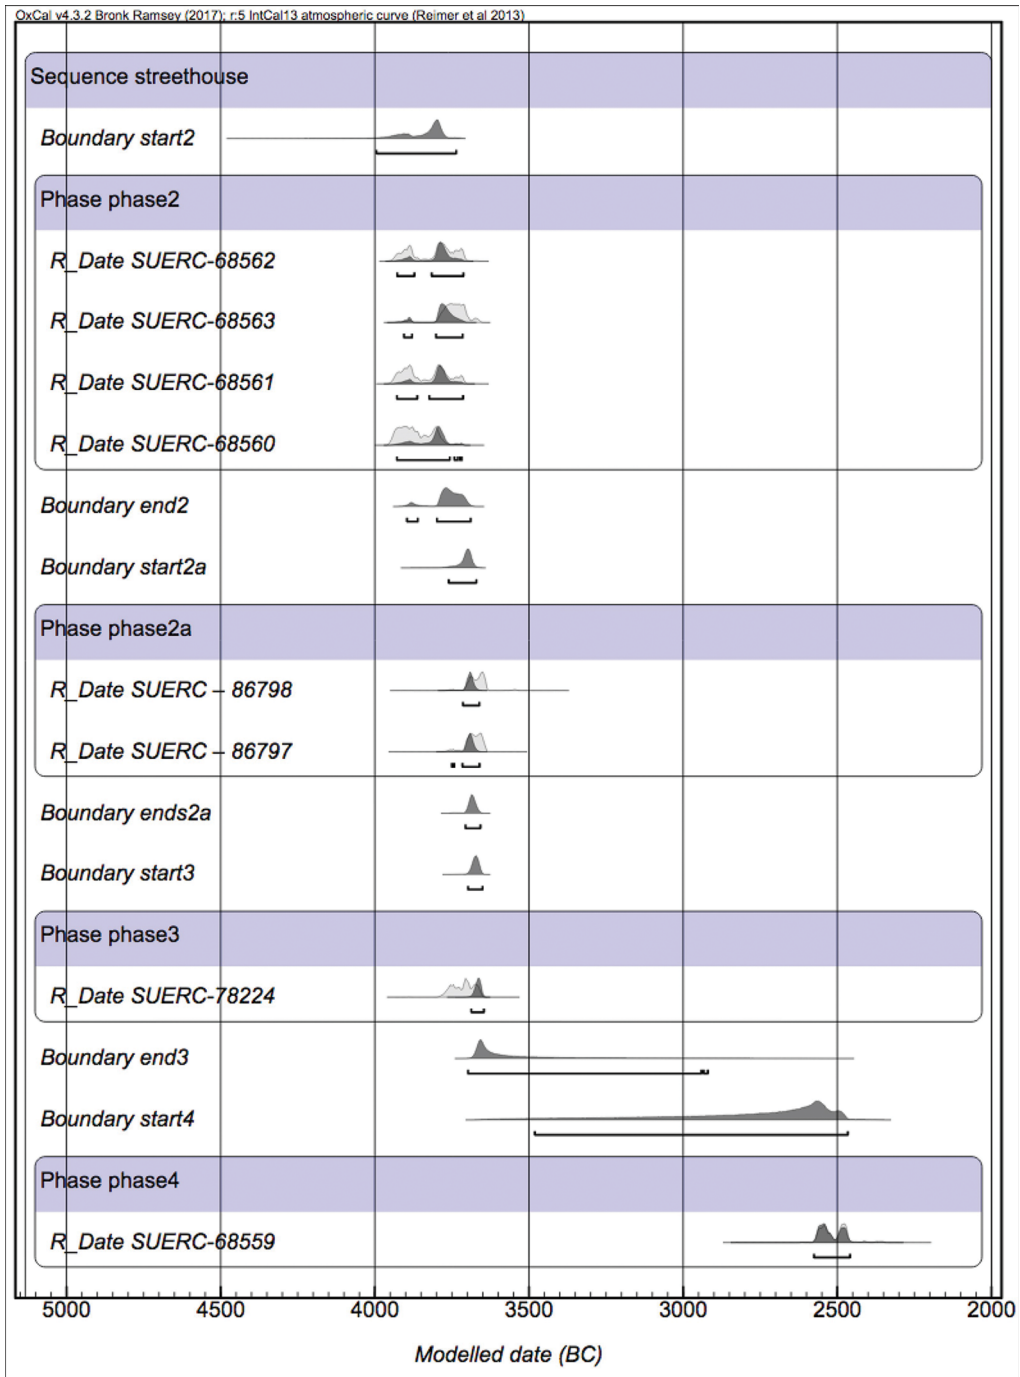 OxCal v4.3.2 Bronk Ramsey (2017); r:5 IntCal13 atmospheric curve (Reimer et al 2013)
Sequence streethouse
Boundary start2
Phase phase2
R_Date SUERC-68562
R_Date SUERC-68563
R_Date SUERC-68561
R_Date SUERC-68560
Boundary end2
Boundary start2a
Phase phase2a
R_Date SUERC – 86798
R_Date SUERC – 86797
Boundary ends2a
Boundary start3
Phase phase3
R_Date SUERC-78224
Boundary end3
Boundary start4
Phase phase4
R_Date SUERC-68559
5000 4500 4000 3500 3000 2500 2000
Modelled date (BC)